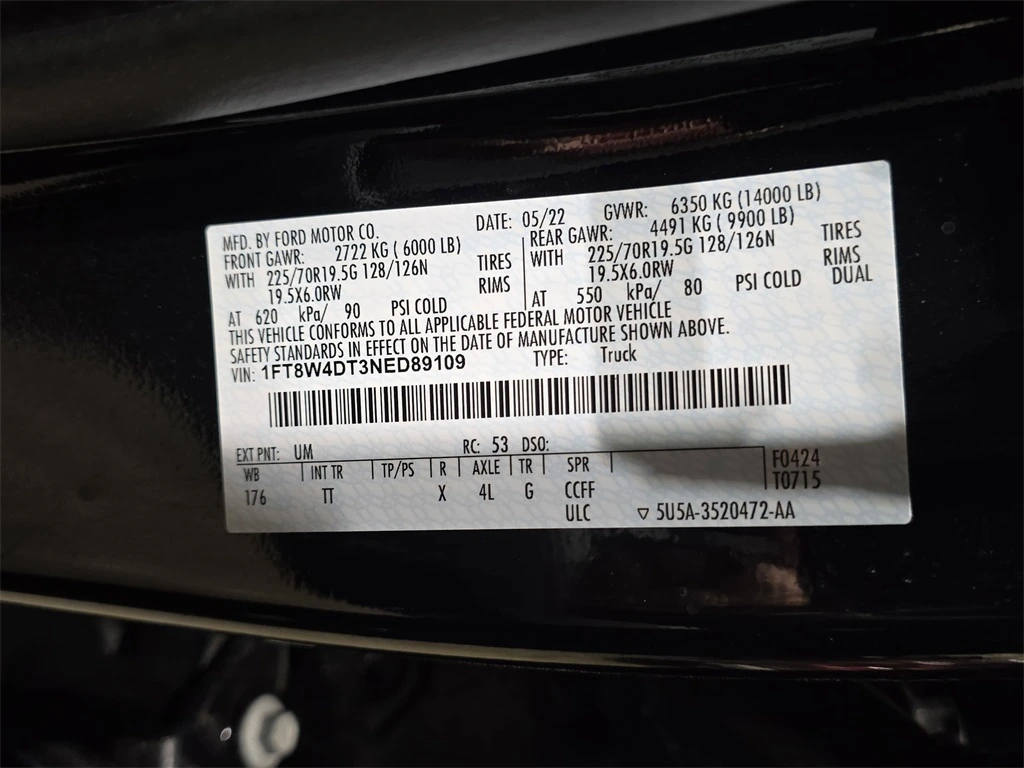 MFD. BY FORD MOTOR CO. DATE: 05/22 GVWR: 6350 KG (14000 LB)
FRONT GAWR: 2722 KG ( 6000 LB) REAR GAWR: 4491 KG ( 9900 LB)
WITH 225/70R19.5G 128/126N TIRES WITH 225/70R19.5G 128/126N TIRES
19.5X6.0RW RIMS 19.5X6.0RW RIMS
AT 620 kPa/ 90 PSI COLD AT 550 kPa/ 80 PSI COLD DUAL
THIS VEHICLE CONFORMS TO ALL APPLICABLE FEDERAL MOTOR VEHICLE
SAFETY STANDARDS IN EFFECT ON THE DATE OF MANUFACTURE SHOWN ABOVE.
VIN: 1FT8W4DT3NED89109 TYPE: Truck
EXT PNT: UM RC: 53 DSO:
WB INT TR TP/PS R AXLE TR SPR F0424
176 TT X 4L G CCFF T0715
ULC ▽ 5U5A-3520472-AA